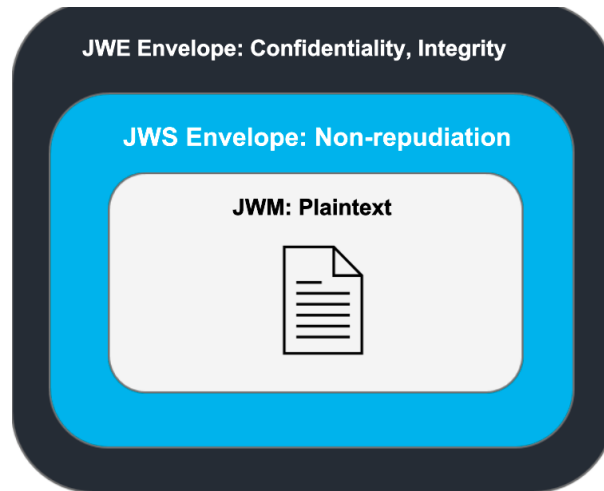 JWE Envelope: Confidentiality, Integrity
JWS Envelope: Non-repudiation
JWM: Plaintext